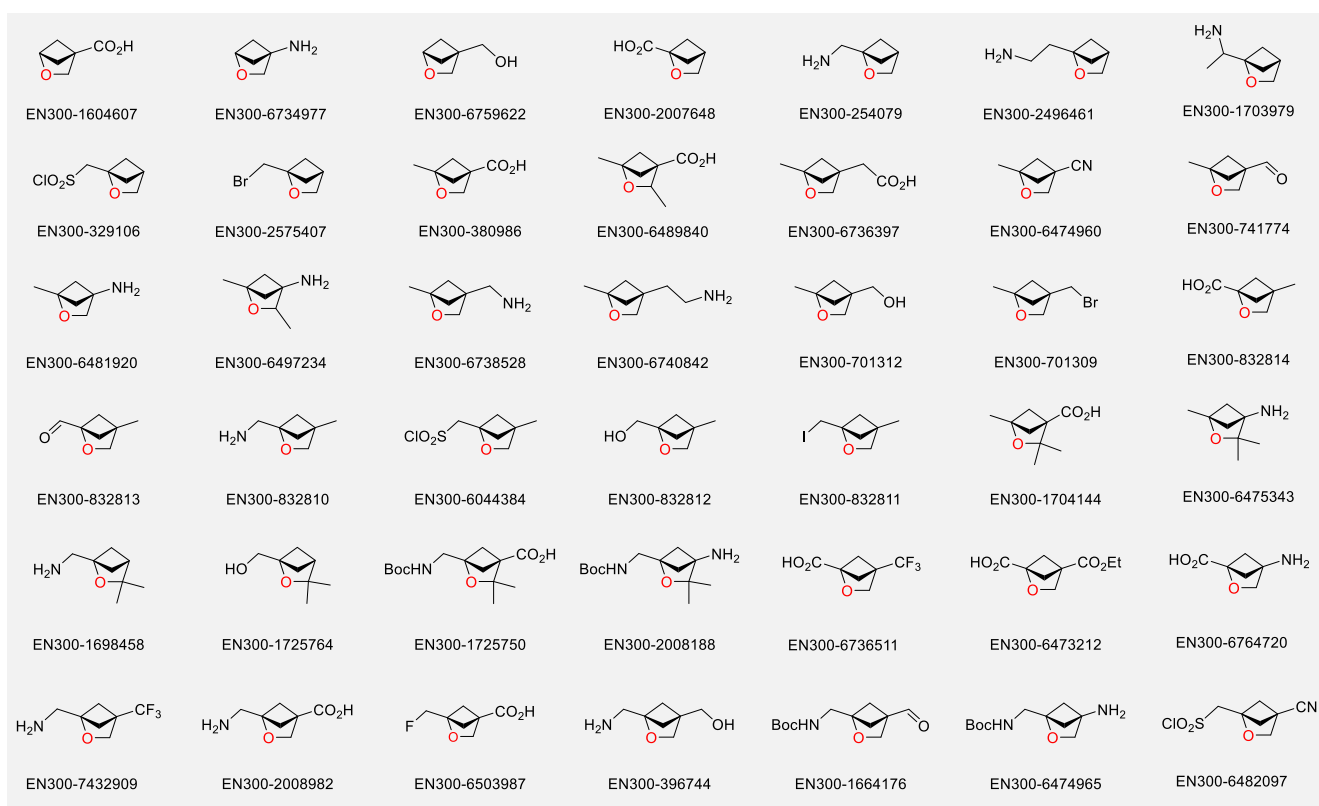 CO2H NH2 OH HO2C H2N H2N H2N
O O O O O O O
EN300-1604607 EN300-6734977 EN300-6759622 EN300-2007648 EN300-254079 EN300-2496461 EN300-1703979
ClO2S Br CO2H CO2H CO2H CN O
O O O O O O O
EN300-329106 EN300-2575407 EN300-380986 EN300-6489840 EN300-6736397 EN300-6474960 EN300-741774
NH2 NH2 NH2 NH2 OH Br HO2C
O O O O O O O
EN300-6481920 EN300-6497234 EN300-6738528 EN300-6740842 EN300-701312 EN300-701309 EN300-832814
O H2N ClO2S HO I CO2H NH2
O O O O O O O
EN300-832813 EN300-832810 EN300-6044384 EN300-832812 EN300-832811 EN300-1704144 EN300-6475343
H2N HO BocHN CO2H BocHN NH2 HO2C CF3 HO2C CO2Et HO2C NH2
O O O O O O O
EN300-1698458 EN300-1725764 EN300-1725750 EN300-2008188 EN300-6736511 EN300-6473212 EN300-6764720
H2N CF3 H2N CO2H F CO2H H2N OH BocHN O BocHN NH2 ClO2S CN
O O O O O O O
EN300-7432909 EN300-2008982 EN300-6503987 EN300-396744 EN300-1664176 EN300-6474965 EN300-6482097